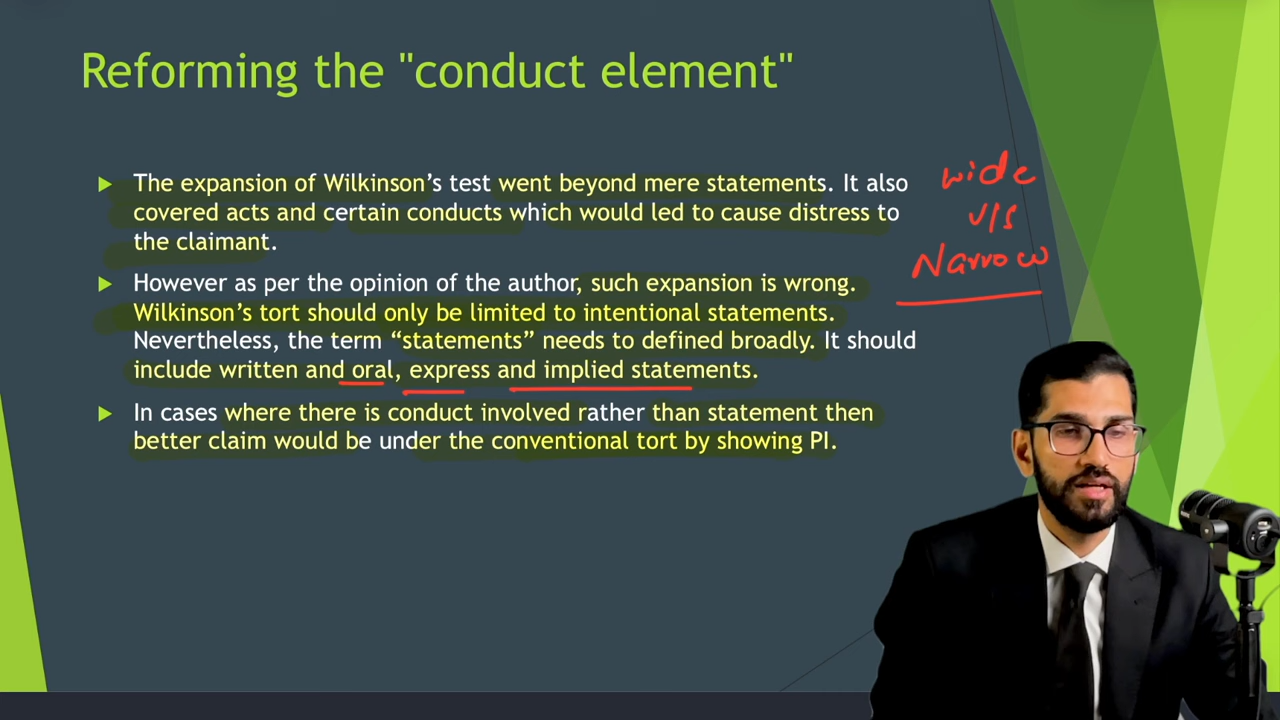 Reforming the "conduct element"
The expansion of Wilkinson's test went beyond mere statements. It also
covered acts and certain conducts which would led to cause distress to
the claimant.
However as per the opinion of the author, such expansion is wrong.
Wilkinson's tort should only be limited to intentional statements.
Nevertheless, the term “statements” needs to defined broadly. It should
include written and oral, express and implied statements.
In cases where there is conduct involved rather than statement then
better claim would be under the conventional tort by showing PI.
wide
v/s
Narrow